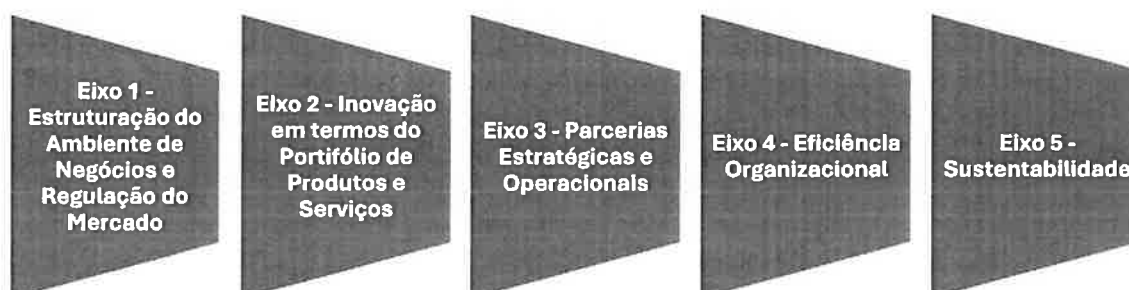 Eixo 1 -
Estruturação do
Ambiente de
Negócios e
Regulação do
Mercado
Eixo 2 - Inovação
em termos do
Portifólio de
Produtos e
Serviços
Eixo 3 - Parcerias
Estratégicas e
Operacionais
Eixo 4 - Eficiência
Organizacional
Eixo 5 -
Sustentabilidade